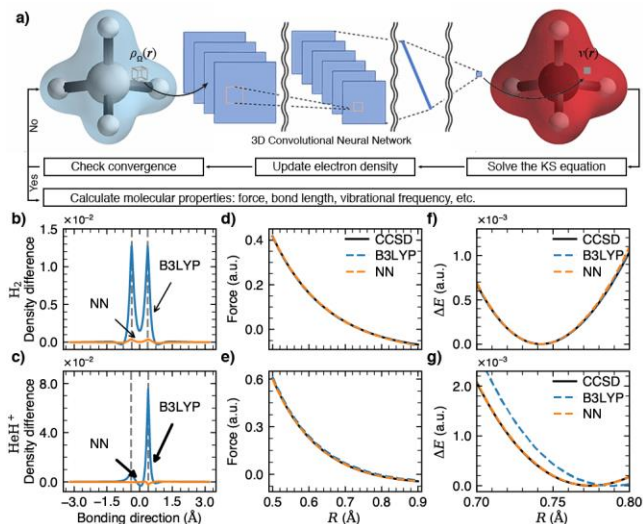 a)
ρΩ(r)
v(r)
3D Convolutional Neural Network
No
Yes
Check convergence
Update electron density
Solve the KS equation
Calculate molecular properties: force, bond length, vibrational frequency, etc.
b) ×10⁻²
H₂
Density difference
1.5
1.0
0.5
0.0
NN
B3LYP
c) ×10⁻²
HeH⁺
Density difference
8.0
6.0
4.0
2.0
0.0
NN
B3LYP
−3.0 −1.5 0.0 1.5 3.0
Bonding direction (Å)
d)
Force (a.u.)
0.4
0.2
0.0
CCSD
B3LYP
NN
e)
Force (a.u.)
0.6
0.4
0.2
0.0
0.5 0.6 0.7 0.8 0.9
R (Å)
f) ×10⁻³
ΔE (a.u.)
1.0
0.5
0.0
CCSD
B3LYP
NN
g) ×10⁻³
ΔE (a.u.)
2.0
1.0
0.0
CCSD
B3LYP
NN
0.70 0.75 0.80
R (Å)